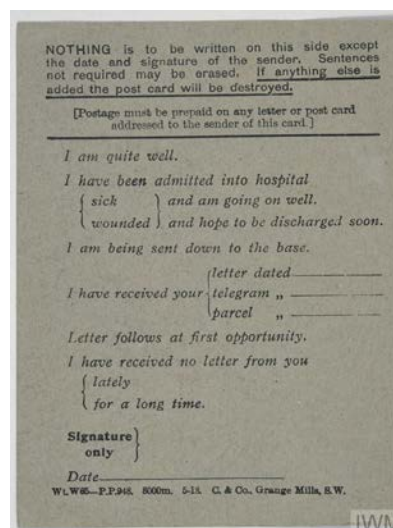 NOTHING is to be written on this side except
the date and signature of the sender. Sentences
not required may be erased. If anything else is
added the post card will be destroyed.
[Postage must be prepaid on any letter or post card
addressed to the sender of this card.]
I am quite well.
I have been admitted into hospital
{ sick } and am going on well.
{ wounded } and hope to be discharged soon.
I am being sent down to the base.
{ letter dated
I have received your { telegram „
{ parcel „
Letter follows at first opportunity.
I have received no letter from you
{ lately
{ for a long time.
Signature
only }
Date
Wt. W65—P.P.948. 8000m. 5-18. C. & Co., Grange Mills, S.W.
IWM